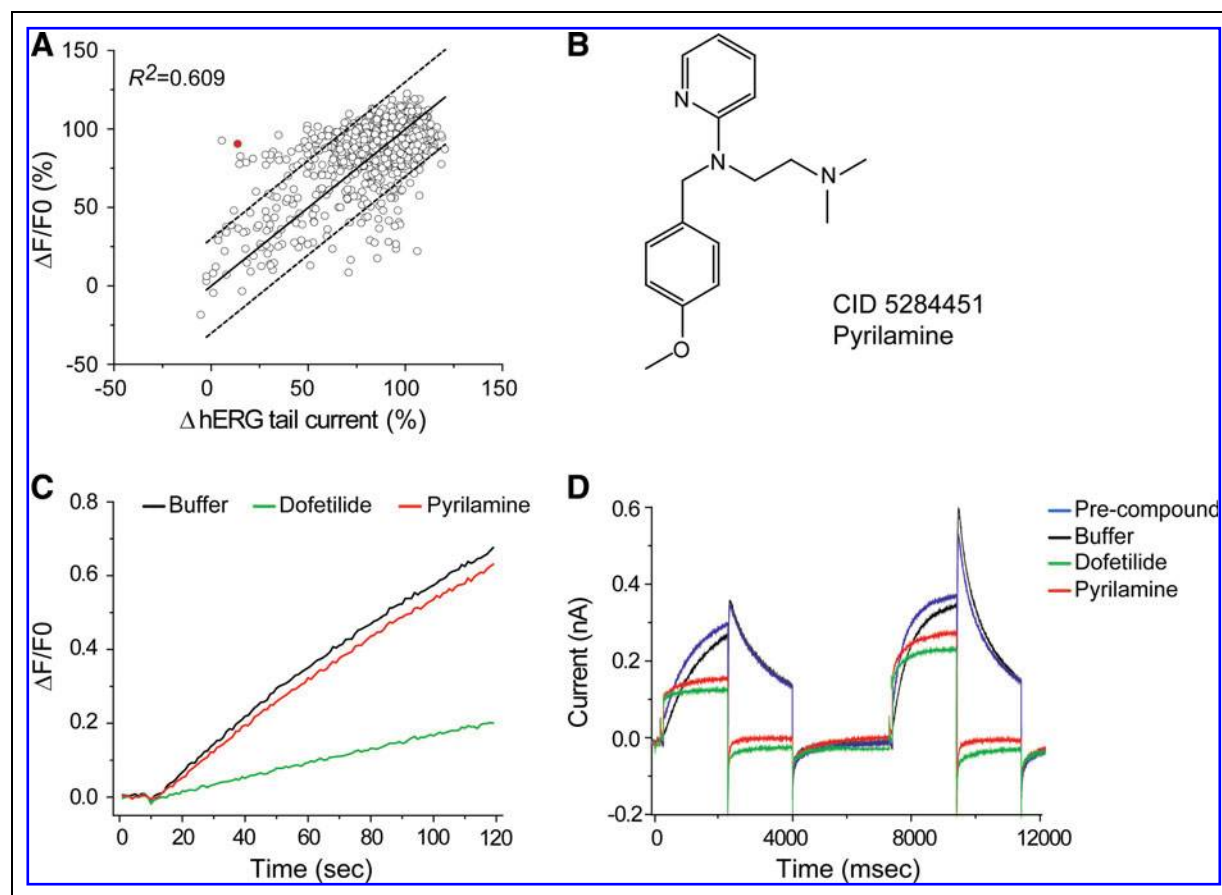 A
R2=0.609
150
100
50
0
-50
ΔF/F0 (%)
-50 0 50 100 150
Δ hERG tail current (%)
B
N
N
N
O
CID 5284451
Pyrilamine
C
Buffer Dofetilide Pyrilamine
0.8
0.6
0.4
0.2
0.0
ΔF/F0
0 20 40 60 80 100 120
Time (sec)
D
Pre-compound
Buffer
Dofetilide
Pyrilamine
0.6
0.4
0.2
0.0
-0.2
Current (nA)
0 4000 8000 12000
Time (msec)